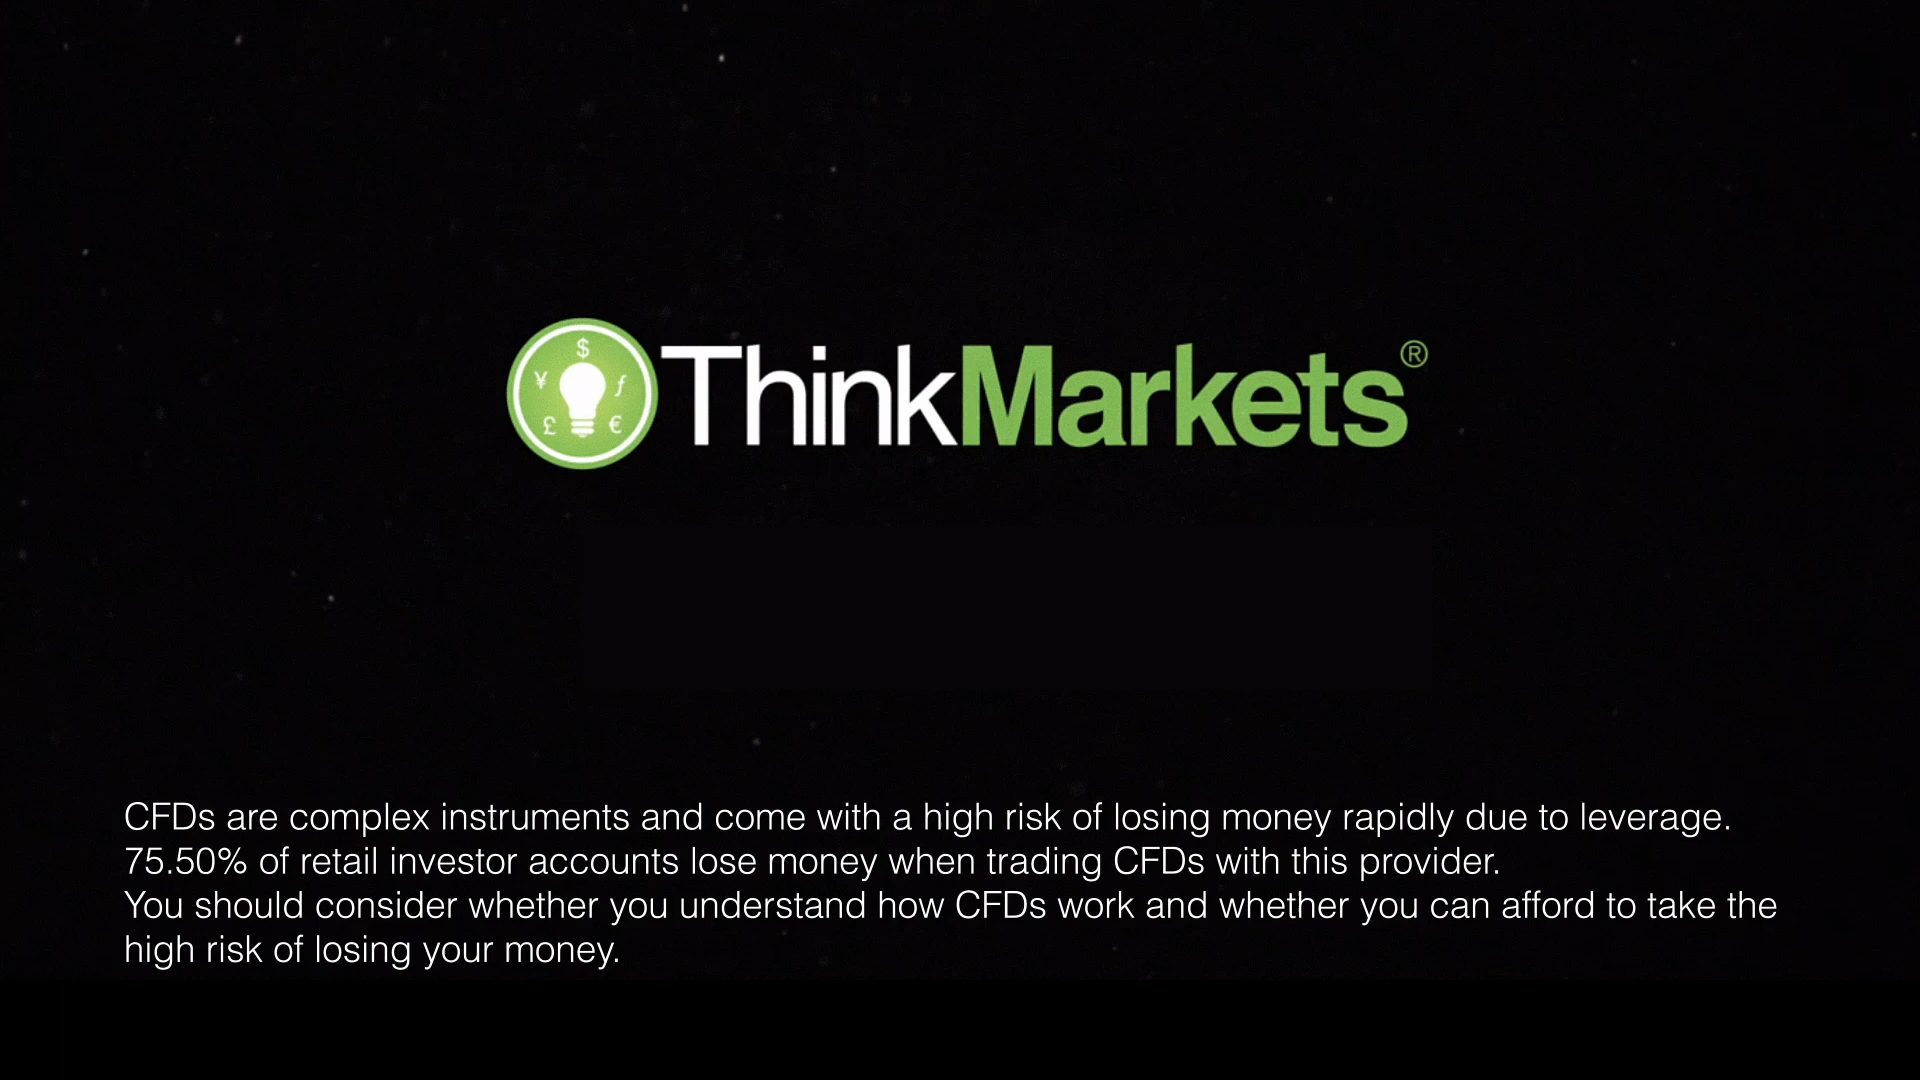 $
¥ ƒ
£ €
ThinkMarkets®
CFDs are complex instruments and come with a high risk of losing money rapidly due to leverage.
75.50% of retail investor accounts lose money when trading CFDs with this provider.
You should consider whether you understand how CFDs work and whether you can afford to take the
high risk of losing your money.